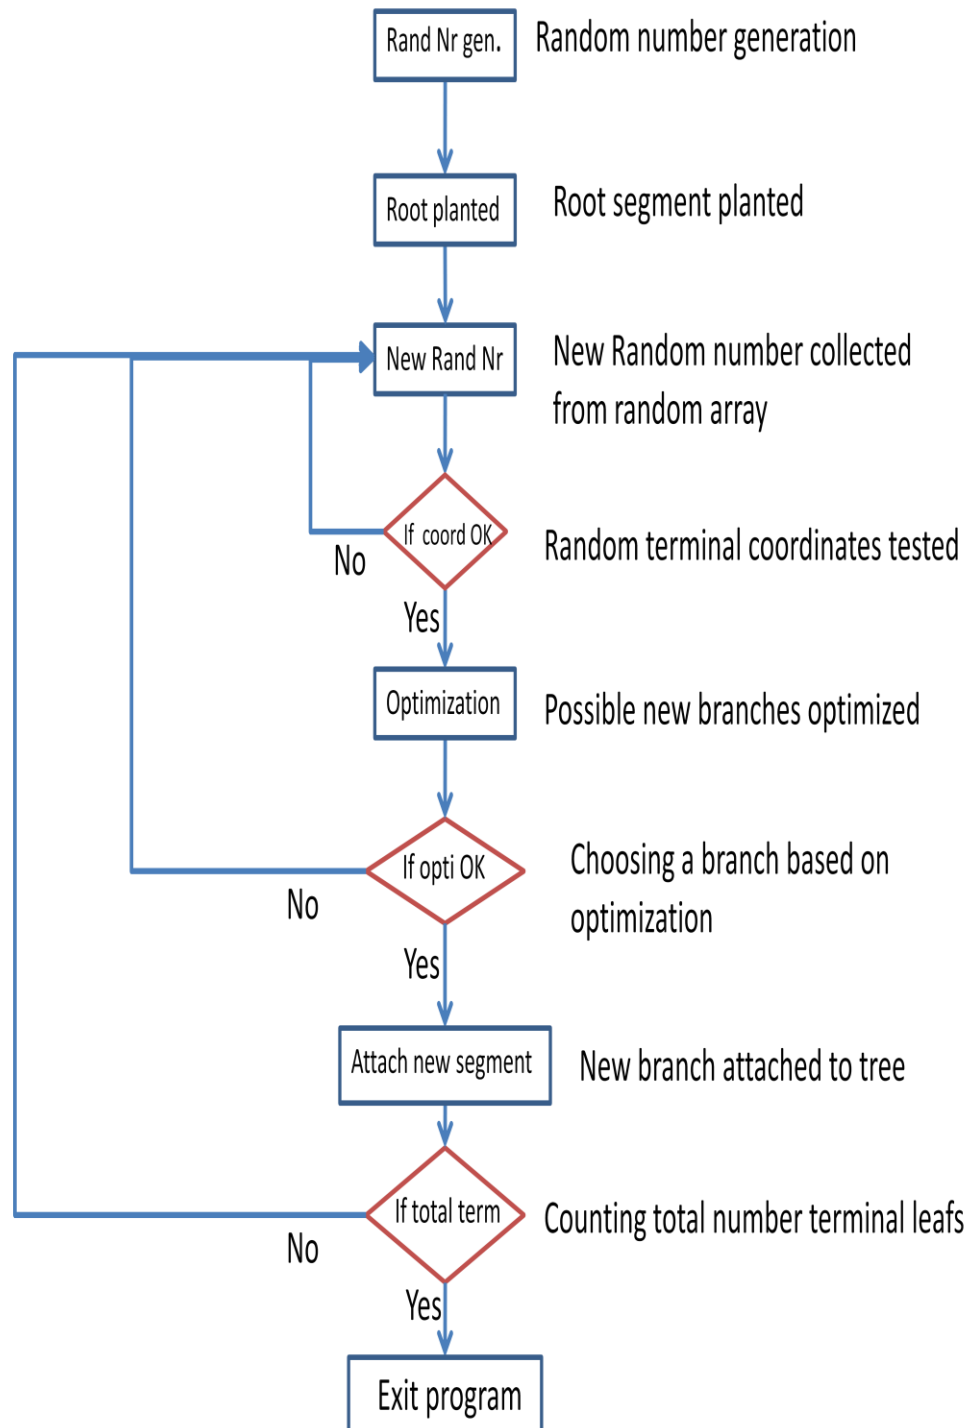 Rand Nr gen.
Random number generation
Root planted
Root segment planted
New Rand Nr
New Random number collected
from random array
If coord OK
No
Random terminal coordinates tested
Yes
Optimization
Possible new branches optimized
If opti OK
No
Choosing a branch based on
optimization
Yes
Attach new segment
New branch attached to tree
If total term
No
Counting total number terminal leafs
Yes
Exit program